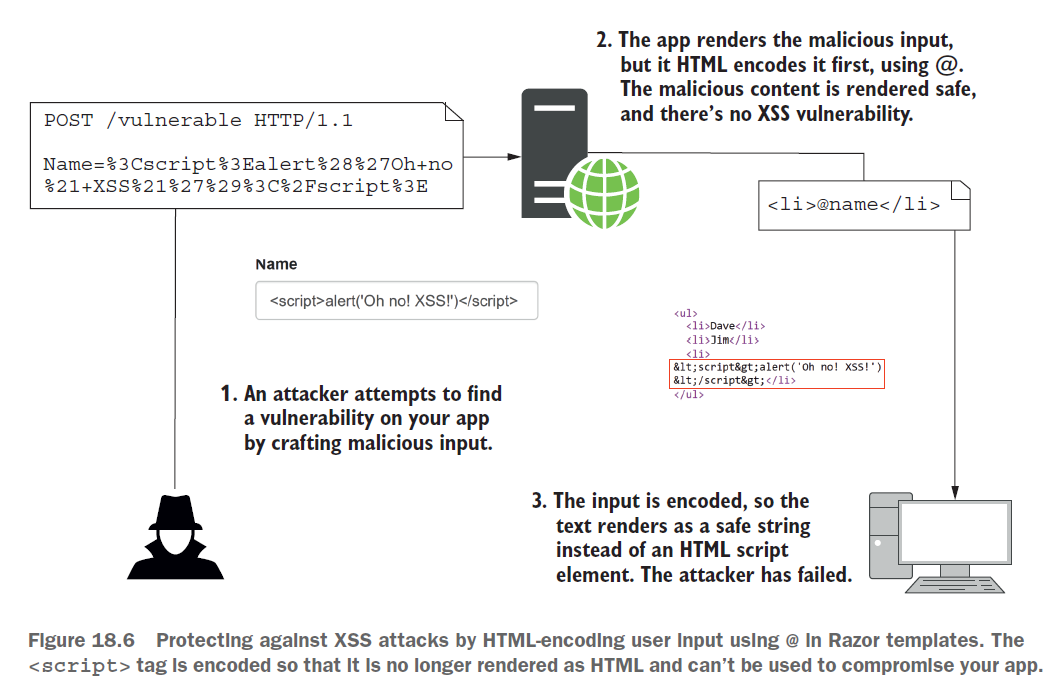 2. The app renders the malicious input,
but it HTML encodes it first, using @.
The malicious content is rendered safe,
and there's no XSS vulnerability.
POST /vulnerable HTTP/1.1
Name=%3Cscript%3Ealert%28%27Oh+no
%21+XSS%21%27%29%3C%2Fscript%3E
<li>@name</li>
Name
<script>alert('Oh no! XSS!')</script>
<ul>
<li>Dave</li>
<li>Jim</li>
<li>
&lt;script&gt;alert('Oh no! XSS!')
&lt;/script&gt;</li>
</ul>
1. An attacker attempts to find
a vulnerability on your app
by crafting malicious input.
3. The input is encoded, so the
text renders as a safe string
instead of an HTML script
element. The attacker has failed.
Figure 18.6 Protecting against XSS attacks by HTML-encoding user input using @ in Razor templates. The
<script> tag is encoded so that it is no longer rendered as HTML and can't be used to compromise your app.